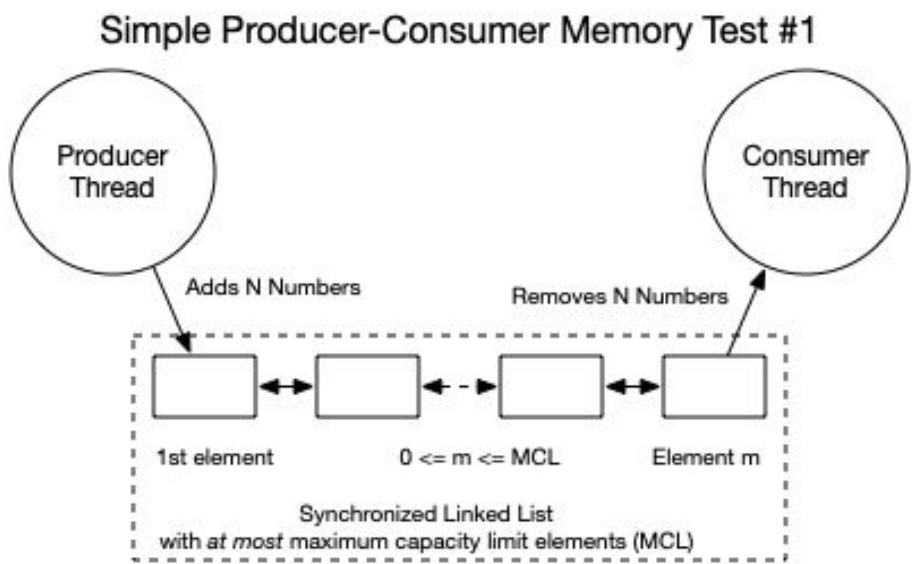 Simple Producer-Consumer Memory Test #1
Producer
Thread
Consumer
Thread
Adds N Numbers
Removes N Numbers
1st element
0 <= m <= MCL
Element m
Synchronized Linked List
with at most maximum capacity limit elements (MCL)